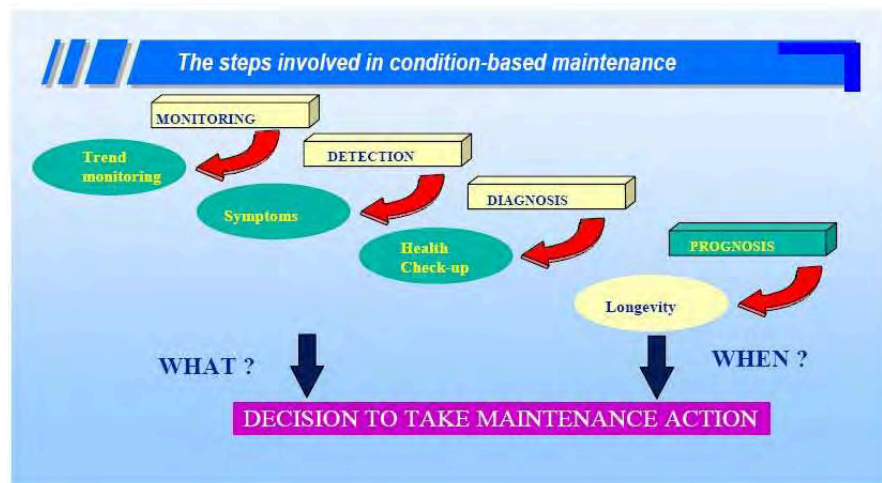 The steps involved in condition-based maintenance
MONITORING
Trend
monitoring
DETECTION
Symptoms
DIAGNOSIS
Health
Check-up
PROGNOSIS
Longevity
WHAT ?
WHEN ?
DECISION TO TAKE MAINTENANCE ACTION